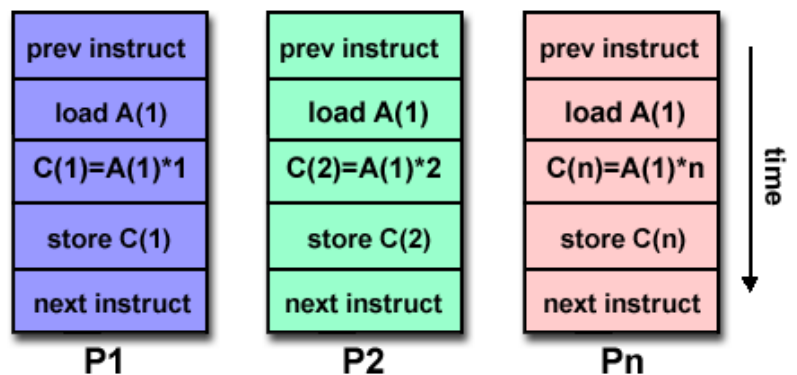 prev instruct
load A(1)
C(1)=A(1)*1
store C(1)
next instruct
P1
prev instruct
load A(1)
C(2)=A(1)*2
store C(2)
next instruct
P2
prev instruct
load A(1)
C(n)=A(1)*n
store C(n)
next instruct
Pn
time